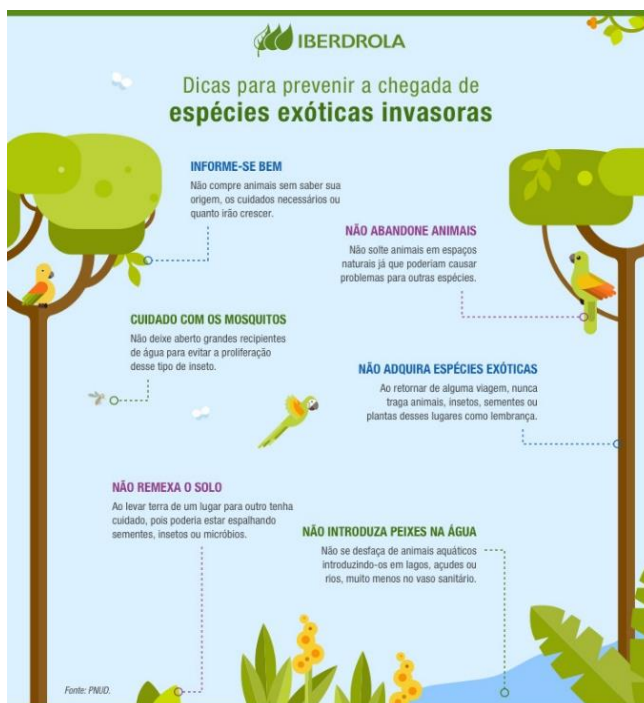 IBERDROLA
Dicas para prevenir a chegada de
espécies exóticas invasoras
INFORME-SE BEM
Não compre animais sem saber sua
origem, os cuidados necessários ou
quanto irão crescer.
NÃO ABANDONE ANIMAIS
Não solte animais em espaços
naturais já que poderiam causar
problemas para outras espécies.
CUIDADO COM OS MOSQUITOS
Não deixe aberto grandes recipientes
de água para evitar a proliferação
desse tipo de inseto.
NÃO ADQUIRA ESPÉCIES EXÓTICAS
Ao retornar de alguma viagem, nunca
traga animais, insetos, sementes ou
plantas desses lugares como lembrança.
NÃO REMEXA O SOLO
Ao levar terra de um lugar para outro tenha
cuidado, pois poderia estar espalhando
sementes, insetos ou micróbios.
NÃO INTRODUZA PEIXES NA ÁGUA
Não se desfaça de animais aquáticos
introduzindo-os em lagos, açudes ou
rios, muito menos no vaso sanitário.
Fonte: PNUD.